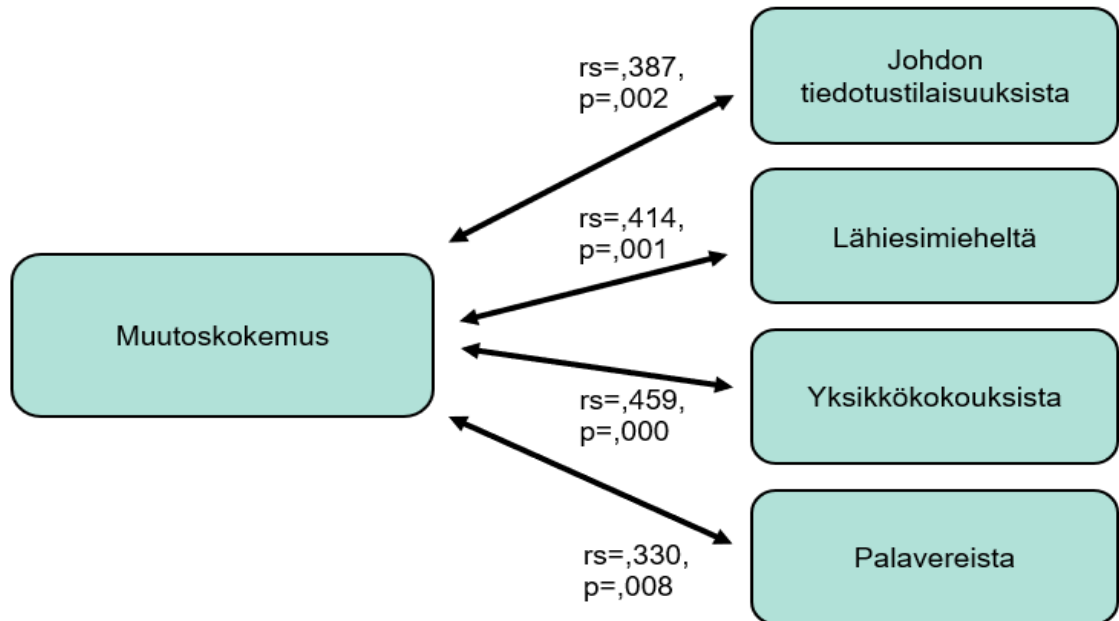 rs=,387,
p=,002
Johdon
tiedotustilaisuuksista
rs=,414,
p=,001
Lähiesimieheltä
Muutoskokemus
rs=,459,
p=,000
Yksikkökokouksista
rs=,330,
p=,008
Palavereista